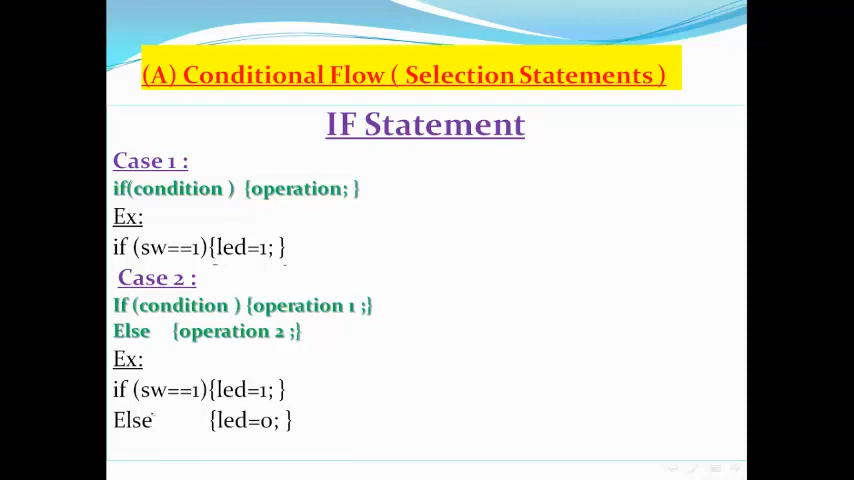 (A) Conditional Flow ( Selection Statements )
IF Statement
Case 1 :
if(condition ) {operation; }
Ex:
if (sw==1){led=1; }
Case 2 :
If (condition ) {operation 1 ;}
Else {operation 2 ;}
Ex:
if (sw==1){led=1; }
Else {led=0; }